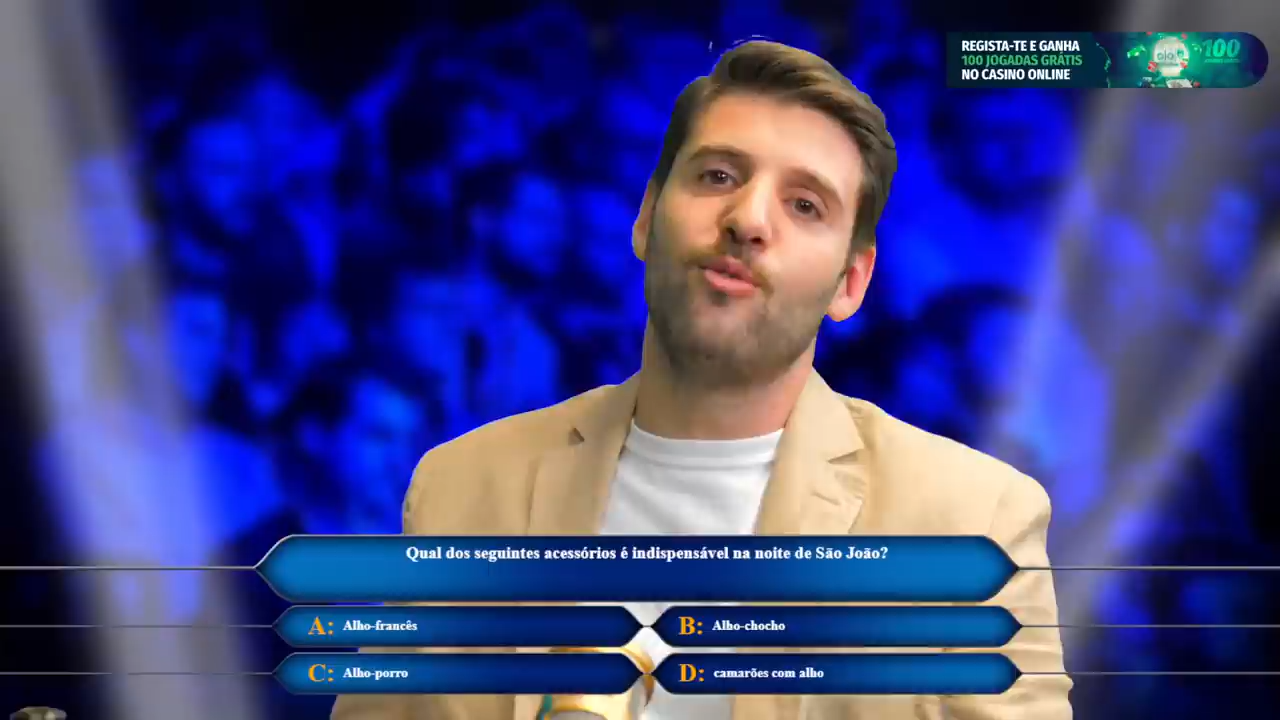 REGISTA-TE E GANHA
100 JOGADAS GRÁTIS
NO CASINO ONLINE
100
Qual dos seguintes acessórios é indispensável na noite de São João?
A: Alho-francês
B: Alho-chocho
C: Alho-porro
D: camarões com alho